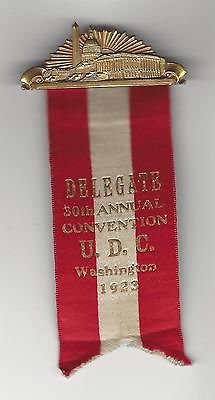 DELEGATE
30th ANNUAL
CONVENTION
U. D. C.
Washington
1923